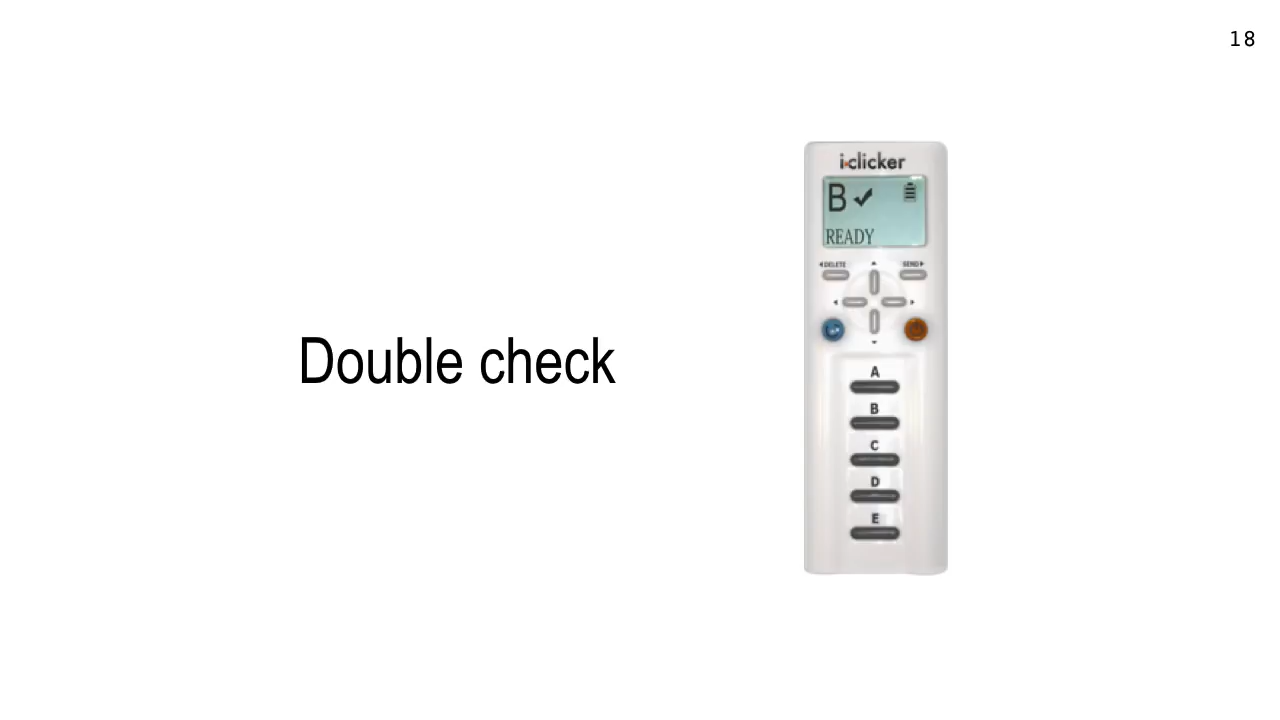 18
i>clicker
B✔
READY
DELETE
SEND
Double check
A
B
C
D
E